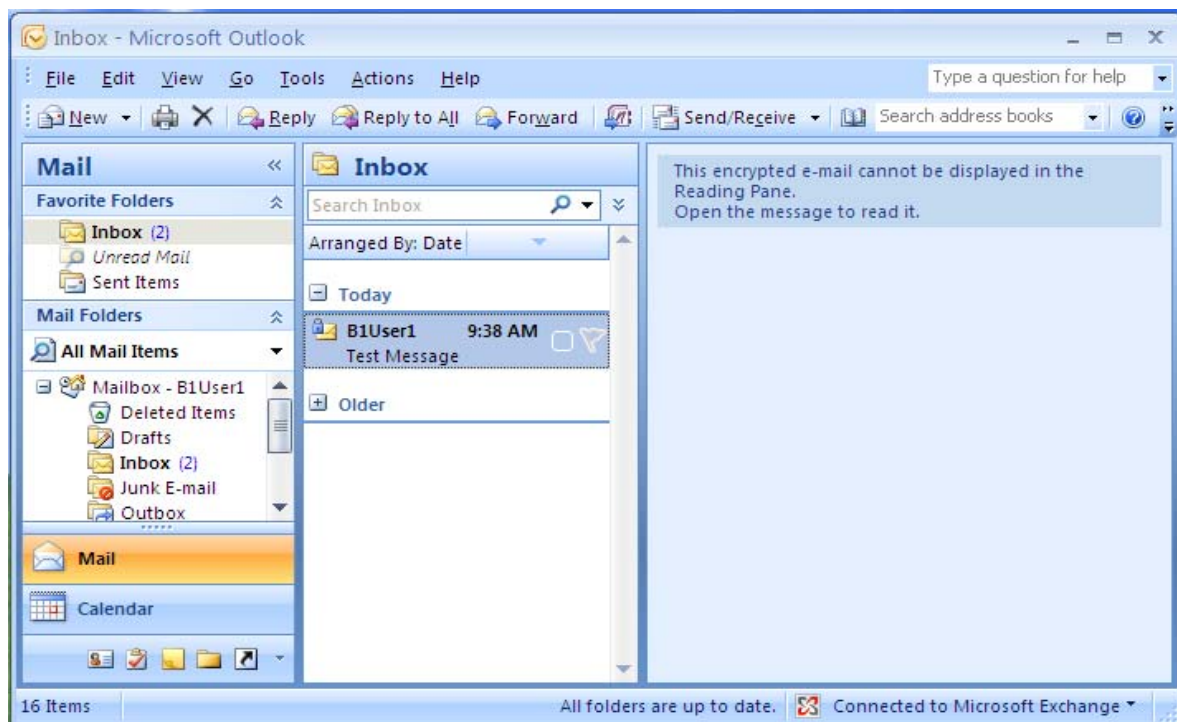 Inbox - Microsoft Outlook
File Edit View Go Tools Actions Help Type a question for help
New Reply Reply to All Forward Send/Receive Search address books
Mail
Favorite Folders
Inbox (2)
Unread Mail
Sent Items
Mail Folders
All Mail Items
Mailbox - B1User1
Deleted Items
Drafts
Inbox (2)
Junk E-mail
Outbox
Mail
Calendar
Inbox
Search Inbox
Arranged By: Date
Today
B1User1 9:38 AM
Test Message
Older
This encrypted e-mail cannot be displayed in the
Reading Pane.
Open the message to read it.
16 Items All folders are up to date. Connected to Microsoft Exchange